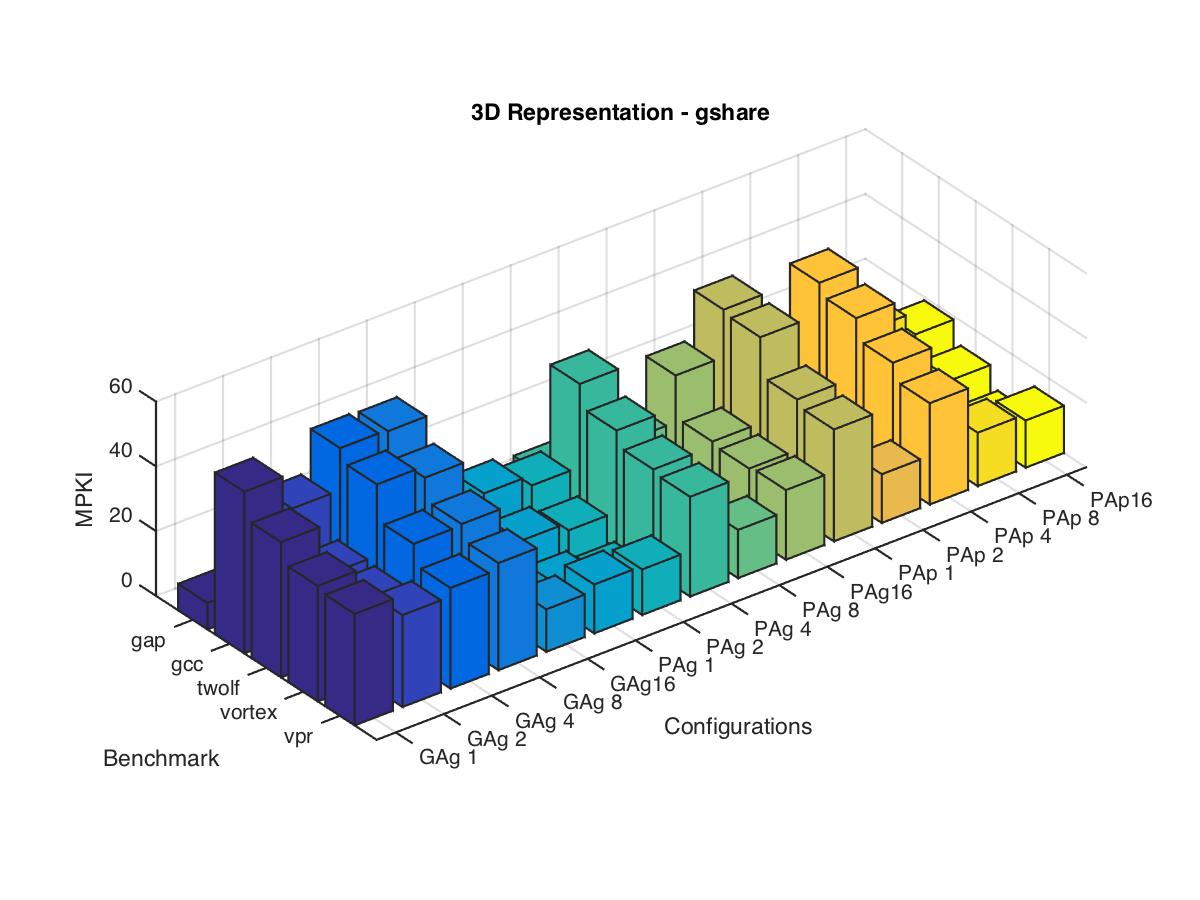 3D Representation - gshare
60
40
20
0
MPKI
gap
gcc
twolf
vortex
vpr
Benchmark
GAg 1
GAg 2
GAg 4
GAg 8
GAg16
PAg 1
PAg 2
PAg 4
PAg 8
PAg16
PAp 1
PAp 2
PAp 4
PAp 8
PAp16
Configurations